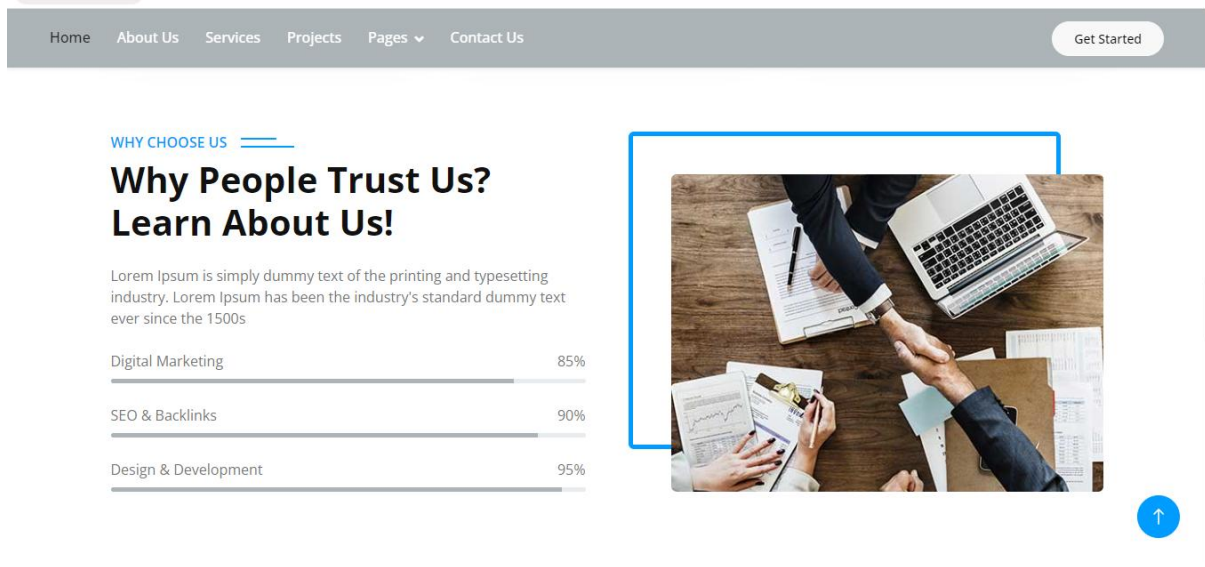 Home About Us Services Projects Pages Contact Us Get Started
WHY CHOOSE US
Why People Trust Us?
Learn About Us!
Lorem Ipsum is simply dummy text of the printing and typesetting
industry. Lorem Ipsum has been the industry's standard dummy text
ever since the 1500s
Digital Marketing 85%
SEO & Backlinks 90%
Design & Development 95%